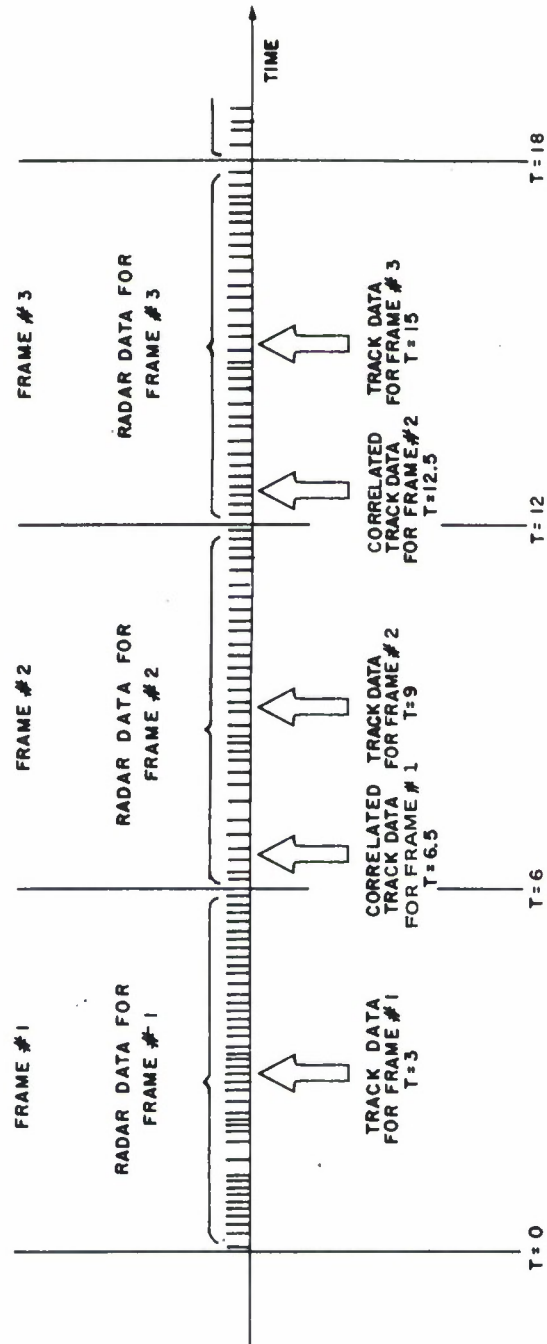 FRAME #1
FRAME #2
FRAME #3
RADAR DATA FOR
FRAME #1
RADAR DATA FOR
FRAME #2
RADAR DATA FOR
FRAME #3
TIME
TRACK DATA
FOR FRAME #1
T=3
CORRELATED
TRACK DATA
FOR FRAME #1
T=6.5
TRACK DATA
FOR FRAME #2
T=9
CORRELATED
TRACK DATA
FOR FRAME #2
T=12.5
TRACK DATA
FOR FRAME #3
T=15
T=0
T=6
T=12
T=18